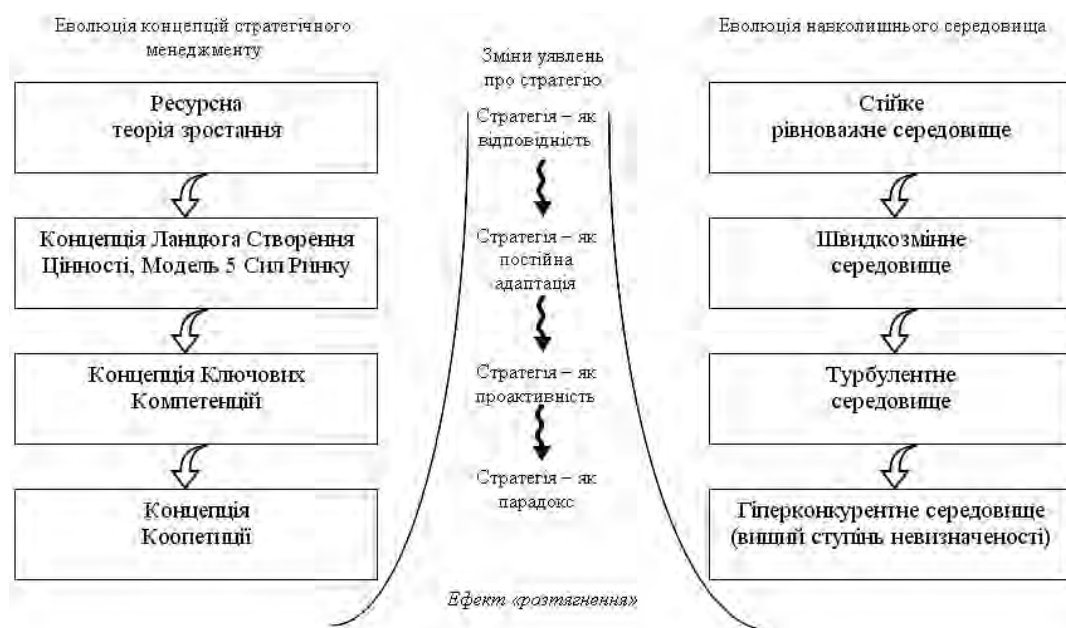 Еволюція концепцій стратегічного
менеджменту
Ресурсна
теорія зростання
Концепція Ланцюга Створення
Цінності, Модель 5 Сил Ринку
Концепція Ключових
Компетенцій
Концепція
Коопетиції
Зміни уявлень
про стратегію
Стратегія – як
відповідність
Стратегія – як
постійна
адаптація
Стратегія – як
проактивність
Стратегія – як
парадокс
Ефект «розтягнення»
Еволюція навколишнього середовища
Стійке
рівноважне середовище
Швидкозмінне
середовище
Турбулентне
середовище
Гіперконкурентне середовище
(вищий ступінь невизначеності)